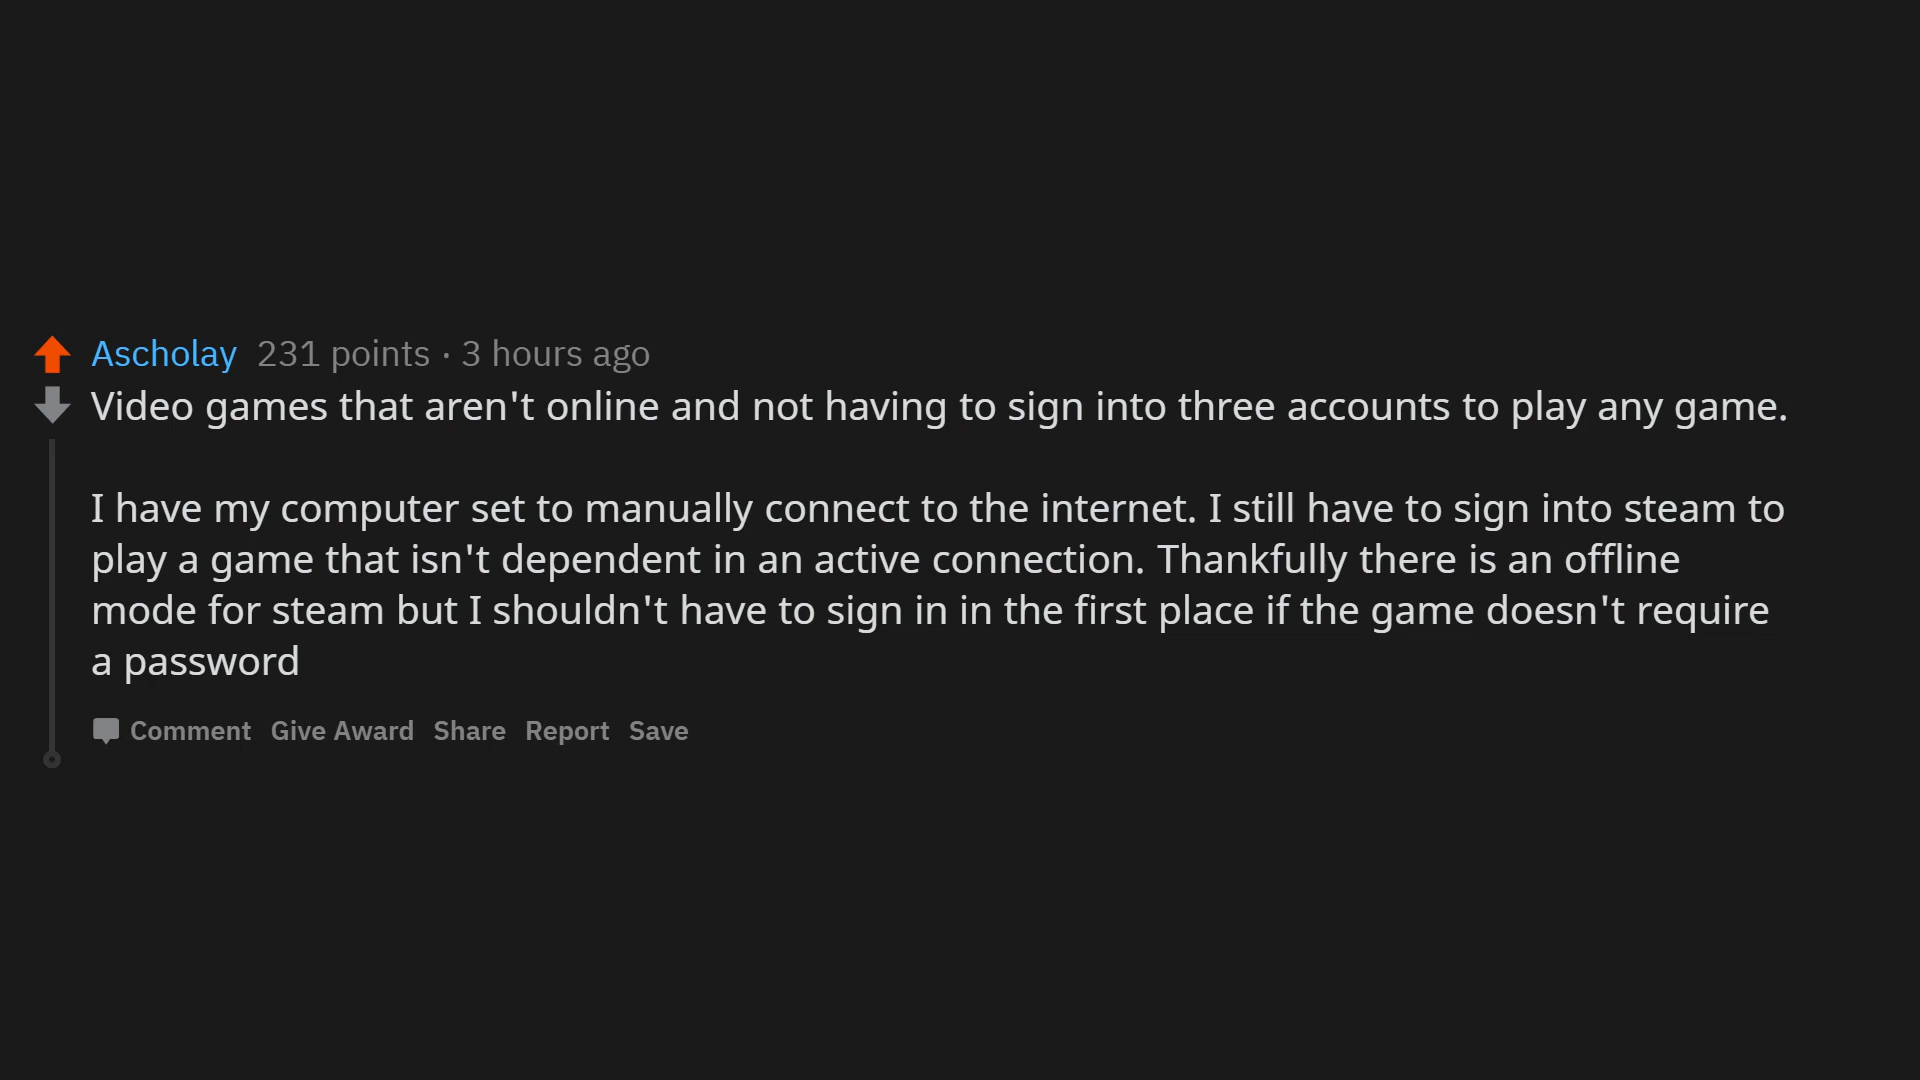 Ascholay 231 points · 3 hours ago
Video games that aren't online and not having to sign into three accounts to play any game.
I have my computer set to manually connect to the internet. I still have to sign into steam to
play a game that isn't dependent in an active connection. Thankfully there is an offline
mode for steam but I shouldn't have to sign in in the first place if the game doesn't require
a password
Comment Give Award Share Report Save